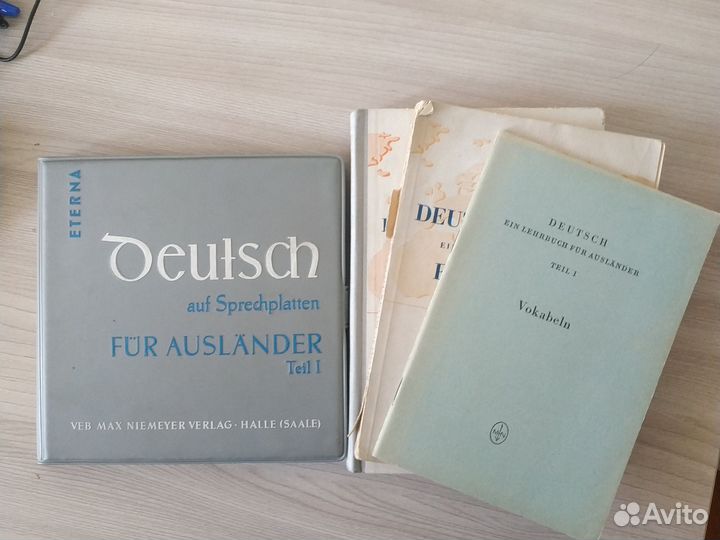 ETERNA
Deutsch
auf Sprechplatten
FÜR AUSLÄNDER
Teil I
VEB MAX NIEMEYER VERLAG · HALLE (SAALE)
DEUTSCH
EIN LEHRBUCH FÜR AUSLÄNDER
TEIL I
Vokabeln
Avito